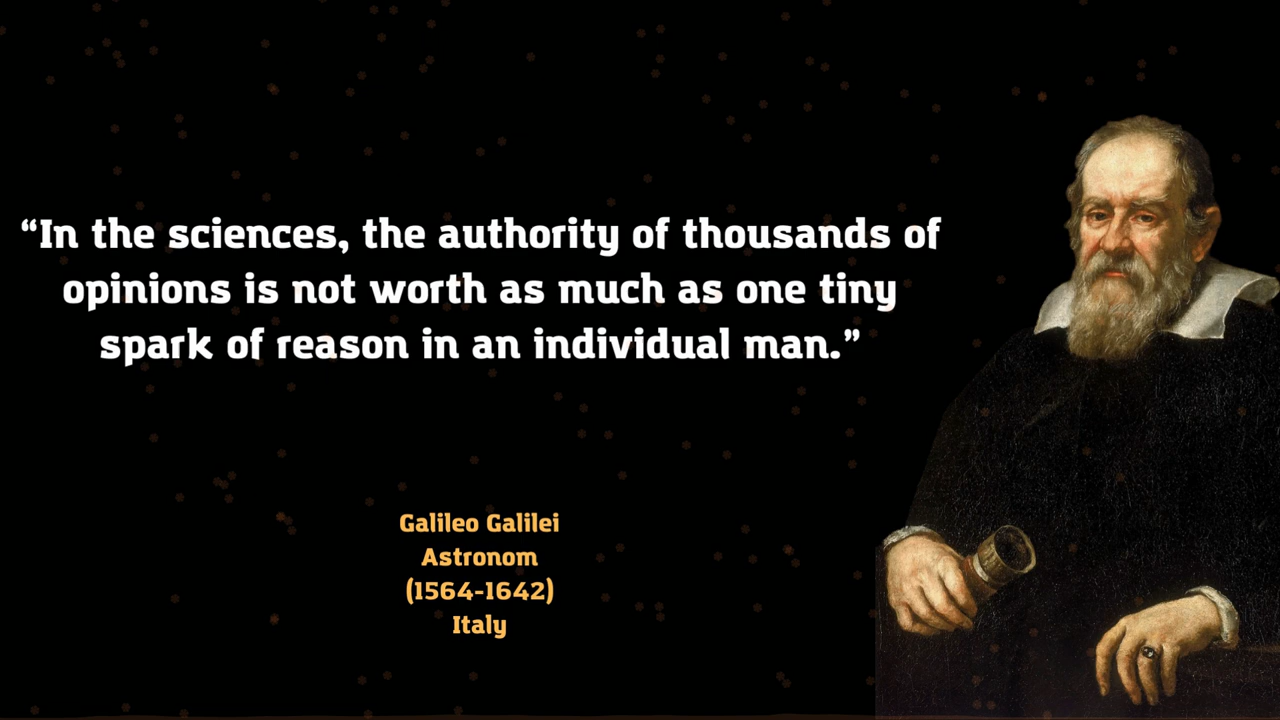 “In the sciences, the authority of thousands of
opinions is not worth as much as one tiny
spark of reason in an individual man.”
Galileo Galilei
Astronom
(1564-1642)
Italy